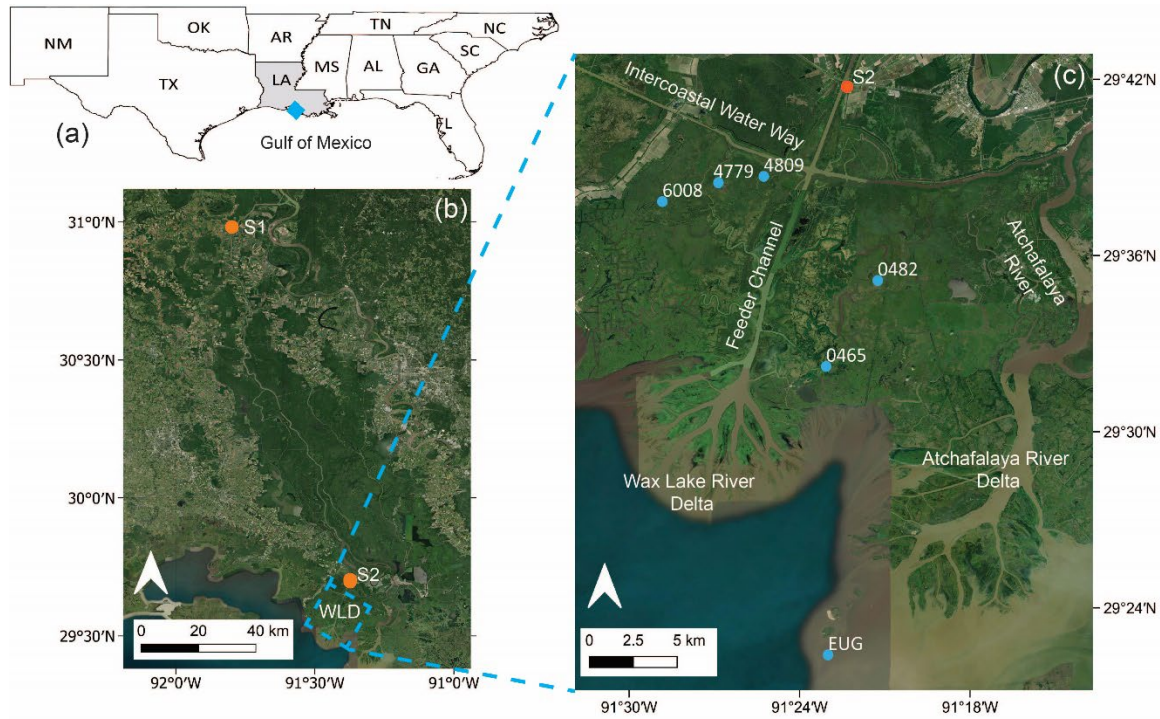 NM
OK
AR
TN
NC
SC
TX
LA
MS
AL
GA
FL
(a)
Gulf of Mexico
(b)
31°0'N
30°30'N
30°0'N
29°30'N
S1
S2
WLD
0 20 40 km
92°0'W
91°30'W
91°0'W
(c)
S2
29°42'N
Intercoastal Water Way
4809
4779
6008
Feeder Channel
Atchafalaya
River
29°36'N
0482
0465
29°30'N
Wax Lake River
Delta
Atchafalaya River
Delta
29°24'N
0 2.5 5 km
EUG
91°30'W
91°24'W
91°18'W